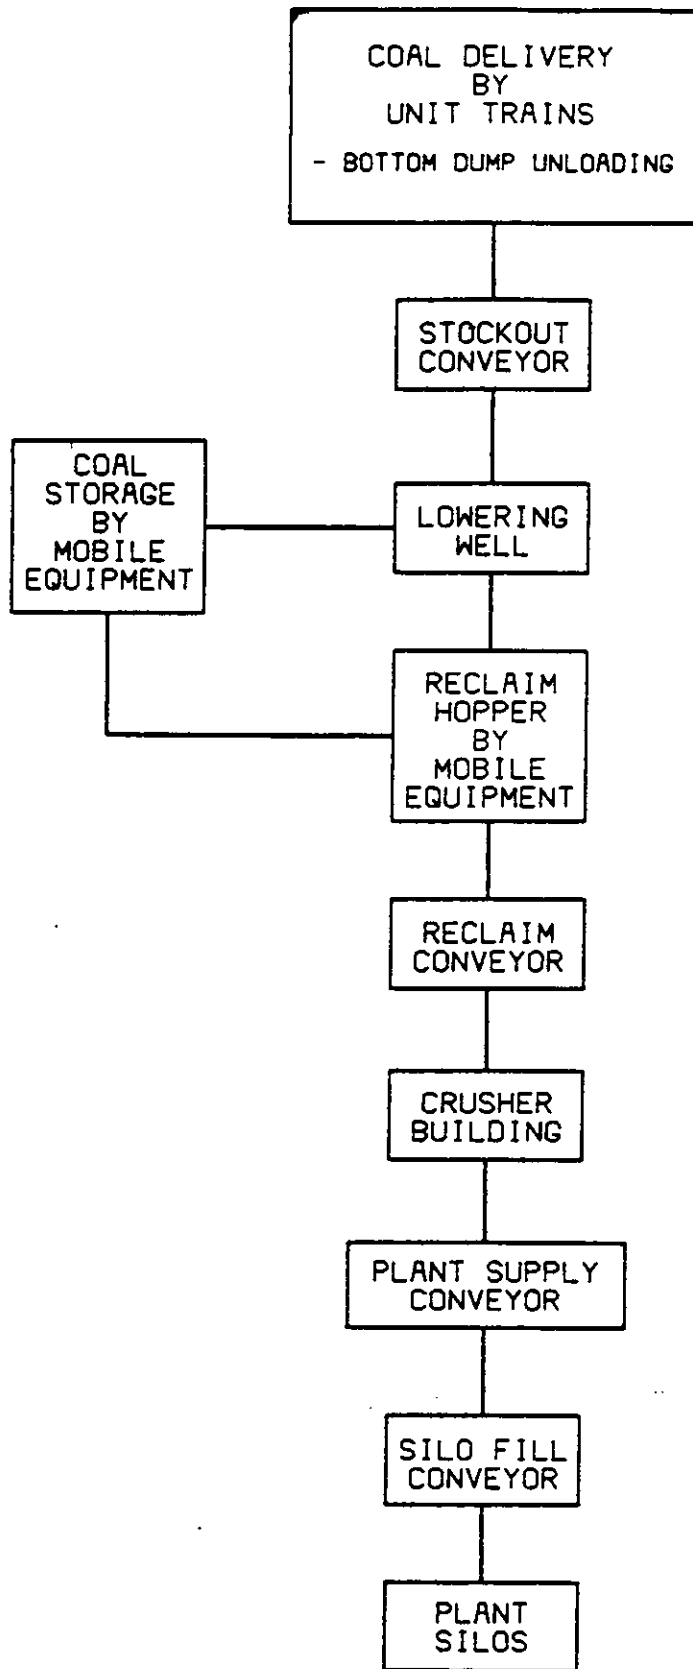 COAL DELIVERY
BY
UNIT TRAINS
- BOTTOM DUMP UNLOADING
STOCKOUT
CONVEYOR
COAL
STORAGE
BY
MOBILE
EQUIPMENT
LOWERING
WELL
RECLAIM
HOPPER
BY
MOBILE
EQUIPMENT
RECLAIM
CONVEYOR
CRUSHER
BUILDING
PLANT SUPPLY
CONVEYOR
SILO FILL
CONVEYOR
PLANT
SILOS